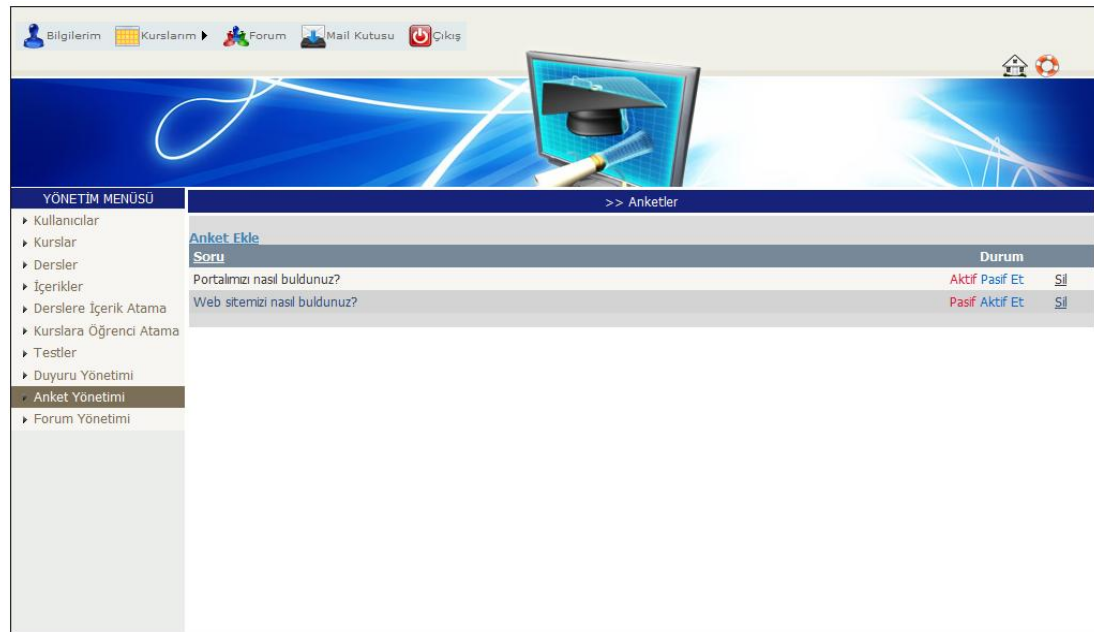 Bilgilerim Kurslarım Forum Mail Kutusu Çıkış
YÖNETİM MENÜSÜ
Kullanıcılar
Kurslar
Dersler
İçerikler
Derslere İçerik Atama
Kurslara Öğrenci Atama
Testler
Duyuru Yönetimi
Anket Yönetimi
Forum Yönetimi
>> Anketler
Anket Ekle
Soru Durum
Portalımızı nasıl buldunuz? Aktif Pasif Et Sil
Web sitemizi nasıl buldunuz? Pasif Aktif Et Sil